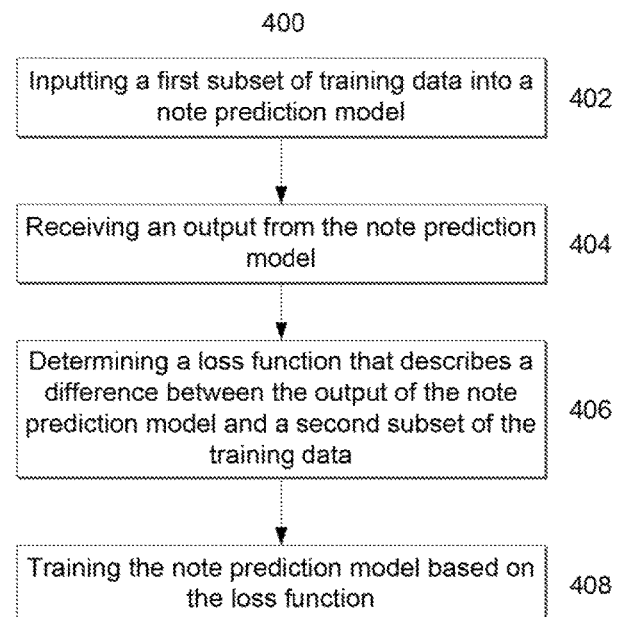 400
Inputting a first subset of training data into a
note prediction model
402
Receiving an output from the note prediction
model
404
Determining a loss function that describes a
difference between the output of the note
prediction model and a second subset of the
training data
406
Training the note prediction model based on
the loss function
408